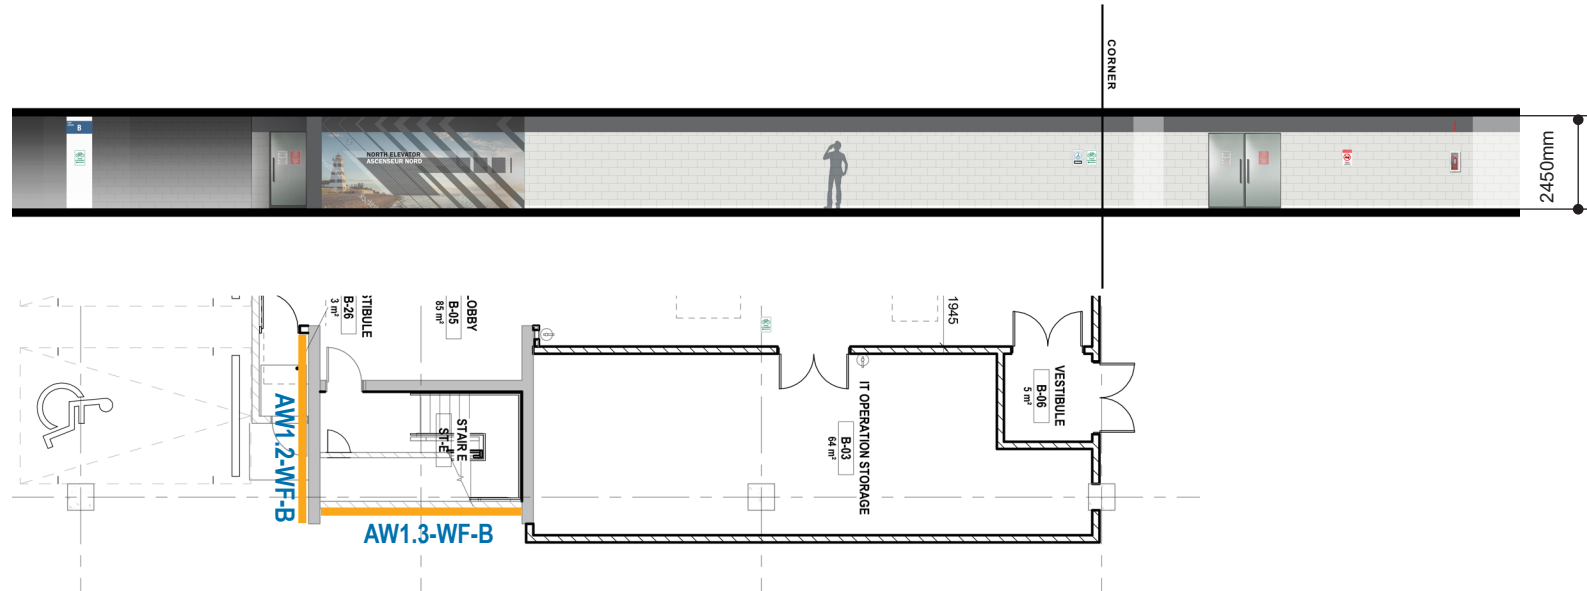 CORNER
B
NORTH ELEVATOR
ASCENSEUR NORD
2450mm
STIBULE
B-26
3 m²
LOBBY
B-05
85 m²
1945
AW1.2-WF-B
STAIR E
ST-E
AW1.3-WF-B
IT OPERATION STORAGE
B-03
64 m²
VESTIBULE
B-06
5 m²